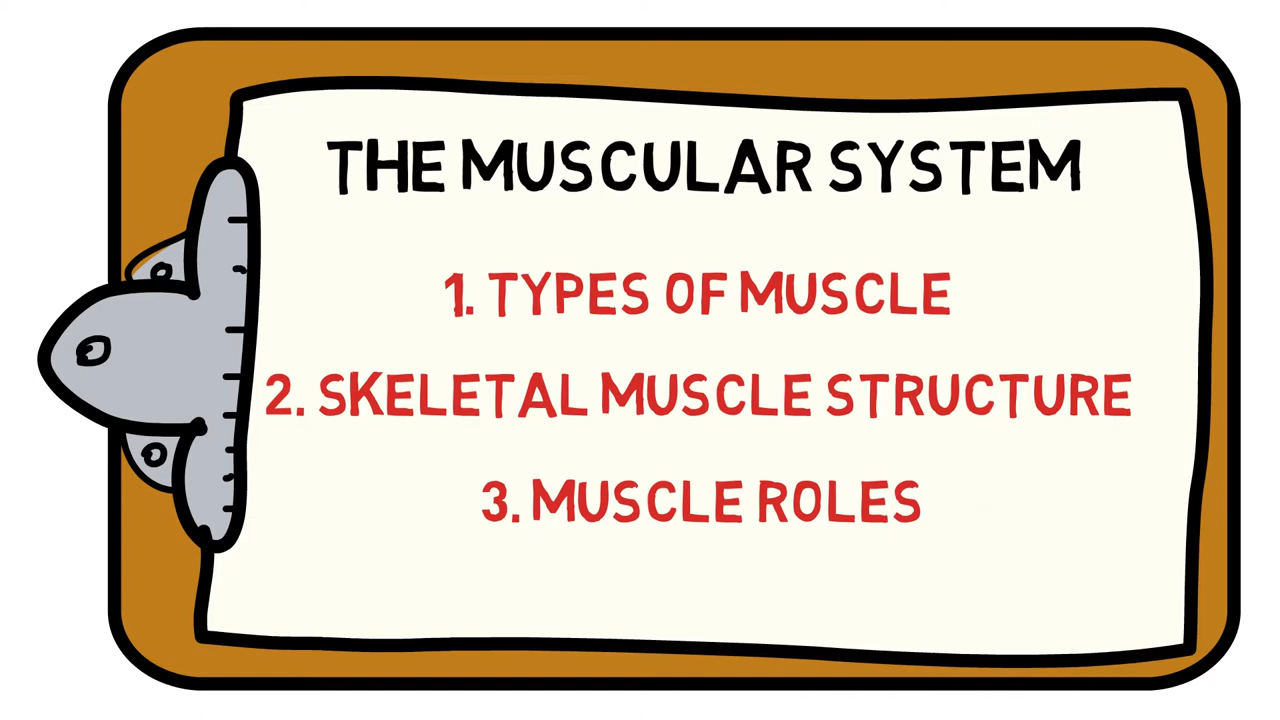 THE MUSCULAR SYSTEM
1. TYPES OF MUSCLE
2. SKELETAL MUSCLE STRUCTURE
3. MUSCLE ROLES